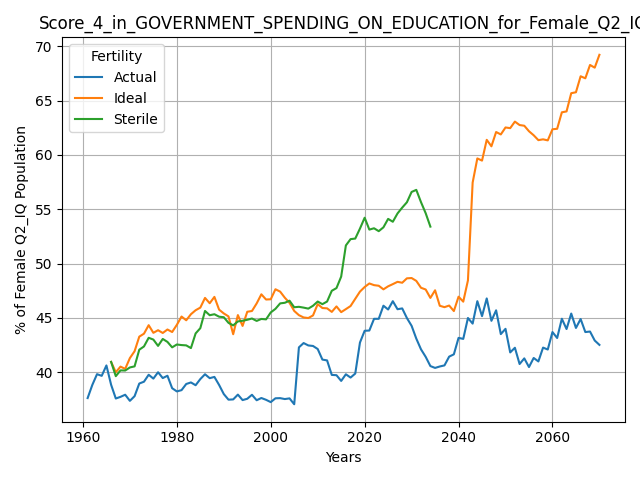 Score_4_in_GOVERNMENT_SPENDING_ON_EDUCATION_for_Female_Q2_IQ
Fertility
Actual
Ideal
Sterile
% of Female Q2_IQ Population
70
65
60
55
50
45
40
1960 1980 2000 2020 2040 2060
Years